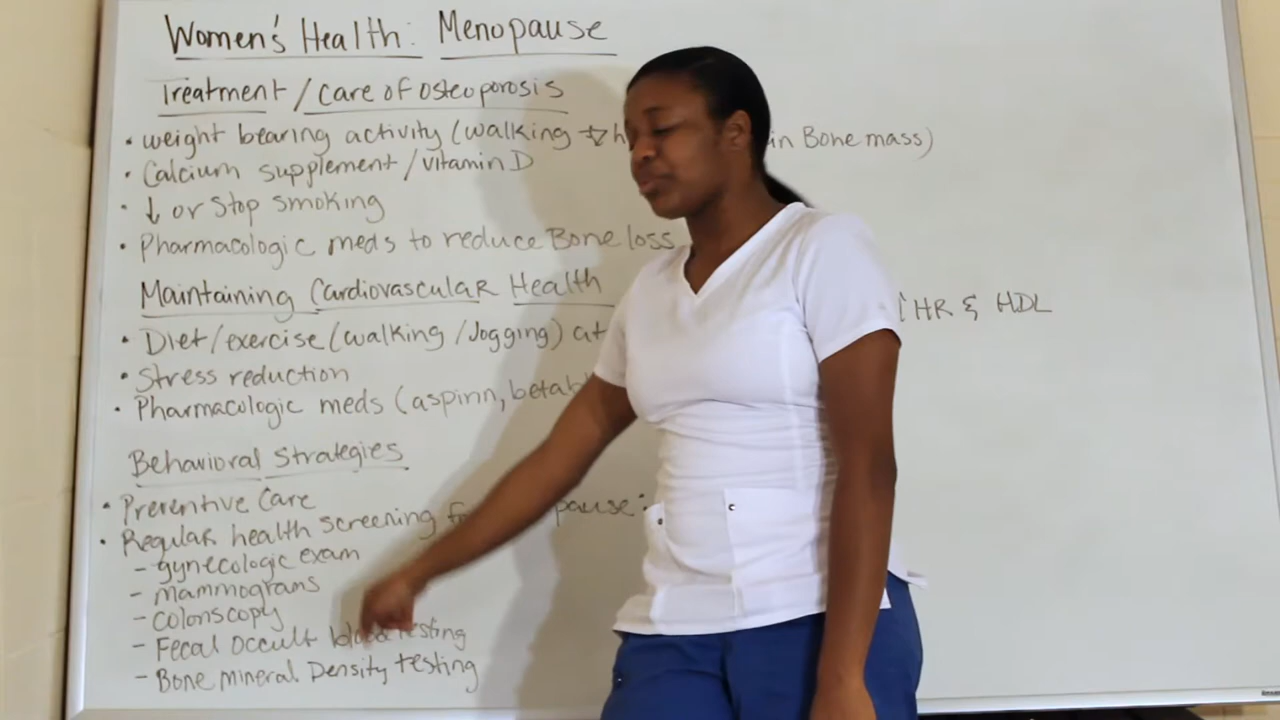 Women's Health: Menopause
Treatment / Care of osteoporosis
• weight bearing activity (walking in Bone mass)
• Calcium supplement / vitamin D
• ↓ or stop smoking
• Pharmacologic meds to reduce Bone loss
Maintaining Cardiovascular Health
• Diet/exercise (walking /Jogging) at HR & HDL
• Stress reduction
• Pharmacologic meds (aspirin,
Behavioral Strategies
• Preventive Care
• Regular health screening
- gynecologic exam
- mammograms
- colonscopy
- Fecal occult blood testing
- Bone mineral Density testing